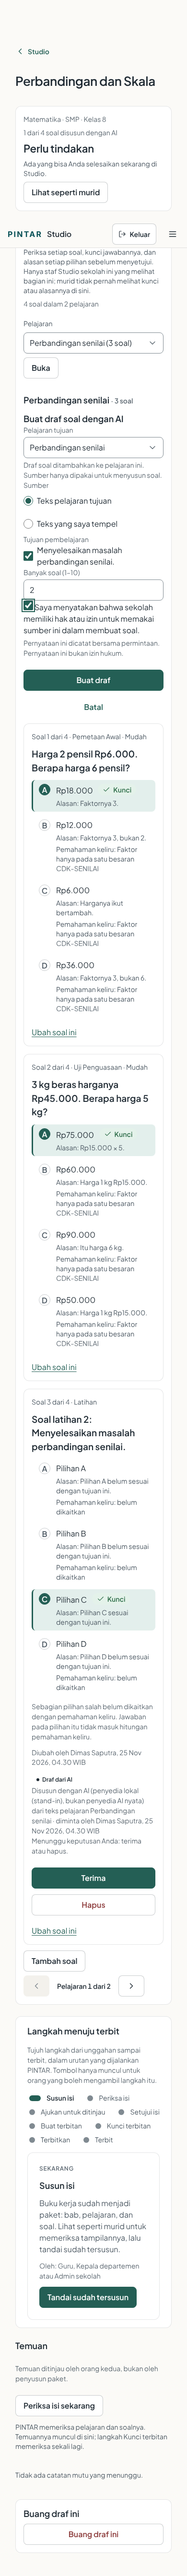 Studio
Perbandingan dan Skala
Matematika · SMP · Kelas 8
1 dari 4 soal disusun dengan AI
Perlu tindakan
Ada yang bisa Anda selesaikan sekarang di
Studio.
Lihat seperti murid
PINTAR Studio
Keluar
Periksa setiap soal, kunci jawabannya, dan
alasan setiap pilihan sebelum menyetujui.
Hanya staf Studio sekolah ini yang melihat
bagian ini: murid tidak pernah melihat kunci
atau alasannya di sini.
4 soal dalam 2 pelajaran
Pelajaran
Perbandingan senilai (3 soal)
Buka
Perbandingan senilai · 3 soal
Buat draf soal dengan AI
Pelajaran tujuan
Perbandingan senilai
Draf soal ditambahkan ke pelajaran ini.
Sumber hanya dipakai untuk menyusun soal.
Sumber
Teks pelajaran tujuan
Teks yang saya tempel
Tujuan pembelajaran
Menyelesaikan masalah
perbandingan senilai.
Banyak soal (1–10)
2
Saya menyatakan bahwa sekolah
memiliki hak atau izin untuk memakai
sumber ini dalam membuat soal.
Pernyataan ini dicatat bersama permintaan.
Pernyataan ini bukan izin hukum.
Buat draf
Batal
Soal 1 dari 4 · Pemetaan Awal · Mudah
Harga 2 pensil Rp6.000.
Berapa harga 6 pensil?
A Rp18.000 Kunci
Alasan: Faktornya 3.
B Rp12.000
Alasan: Faktornya 3, bukan 2.
Pemahaman keliru: Faktor
hanya pada satu besaran
CDK-SENILAI
C Rp6.000
Alasan: Harganya ikut
bertambah.
Pemahaman keliru: Faktor
hanya pada satu besaran
CDK-SENILAI
D Rp36.000
Alasan: Faktornya 3, bukan 6.
Pemahaman keliru: Faktor
hanya pada satu besaran
CDK-SENILAI
Ubah soal ini
Soal 2 dari 4 · Uji Penguasaan · Mudah
3 kg beras harganya
Rp45.000. Berapa harga 5
kg?
A Rp75.000 Kunci
Alasan: Rp15.000 × 5.
B Rp60.000
Alasan: Harga 1 kg Rp15.000.
Pemahaman keliru: Faktor
hanya pada satu besaran
CDK-SENILAI
C Rp90.000
Alasan: Itu harga 6 kg.
Pemahaman keliru: Faktor
hanya pada satu besaran
CDK-SENILAI
D Rp50.000
Alasan: Harga 1 kg Rp15.000.
Pemahaman keliru: Faktor
hanya pada satu besaran
CDK-SENILAI
Ubah soal ini
Soal 3 dari 4 · Latihan
Soal latihan 2:
Menyelesaikan masalah
perbandingan senilai.
A Pilihan A
Alasan: Pilihan A belum sesuai
dengan tujuan ini.
Pemahaman keliru: belum
dikaitkan
B Pilihan B
Alasan: Pilihan B belum sesuai
dengan tujuan ini.
Pemahaman keliru: belum
dikaitkan
C Pilihan C Kunci
Alasan: Pilihan C sesuai
dengan tujuan ini.
D Pilihan D
Alasan: Pilihan D belum sesuai
dengan tujuan ini.
Pemahaman keliru: belum
dikaitkan
Sebagian pilihan salah belum dikaitkan
dengan pemahaman keliru. Jawaban
pada pilihan itu tidak masuk hitungan
pemahaman keliru.
Diubah oleh Dimas Saputra, 25 Nov
2026, 04.30 WIB
Draf dari AI
Disusun dengan AI (penyedia lokal
(stand-in), bukan penyedia AI nyata)
dari teks pelajaran Perbandingan
senilai · diminta oleh Dimas Saputra, 25
Nov 2026, 04.30 WIB
Menunggu keputusan Anda: terima
atau hapus.
Terima
Hapus
Ubah soal ini
Tambah soal
Pelajaran 1 dari 2
Langkah menuju terbit
Tujuh langkah dari unggahan sampai
terbit, dalam urutan yang dijalankan
PINTAR. Tombol hanya muncul untuk
orang yang boleh mengambil langkah itu.
Susun isi
Periksa isi
Ajukan untuk ditinjau
Setujui isi
Buat terbitan
Kunci terbitan
Terbitkan
Terbit
SEKARANG
Susun isi
Buku kerja sudah menjadi
paket: bab, pelajaran, dan
soal. Lihat seperti murid untuk
memeriksa tampilannya, lalu
tandai sudah tersusun.
Oleh: Guru, Kepala departemen
atau Admin sekolah
Tandai sudah tersusun
Temuan
Temuan ditinjau oleh orang kedua, bukan oleh
penyusun paket.
Periksa isi sekarang
PINTAR memeriksa pelajaran dan soalnya.
Temuannya muncul di sini; langkah Kunci terbitan
memeriksa sekali lagi.
Tidak ada catatan mutu yang menunggu.
Buang draf ini
Buang draf ini